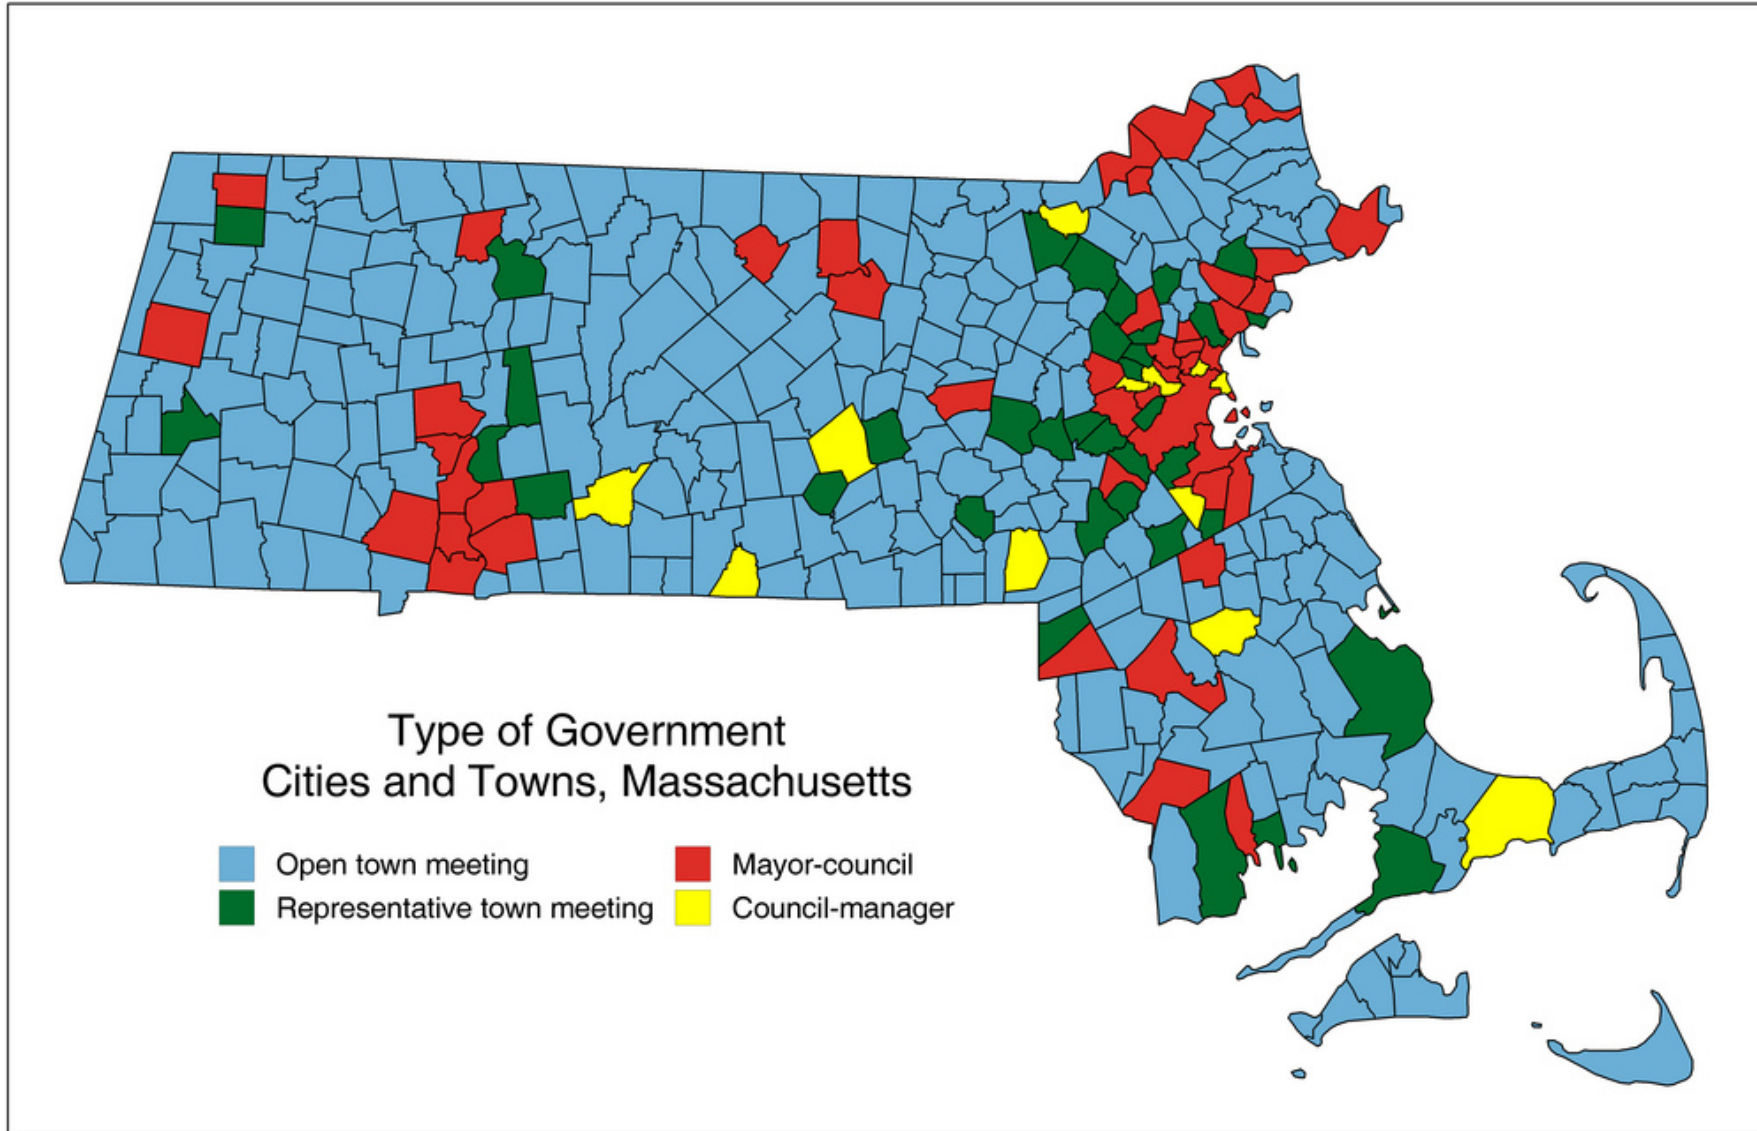 Type of Government
Cities and Towns, Massachusetts
Open town meeting
Mayor-council
Representative town meeting
Council-manager